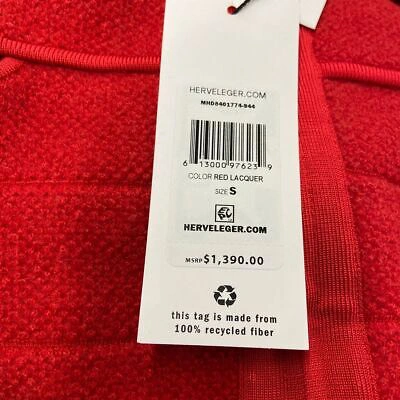 HERVELEGER.COM
MHD8401774-944
6 13000 97623 9
COLOR RED LACQUER
SIZE S
HERVELEGER.COM
MSRP $1,390.00
this tag is made from
100% recycled fiber